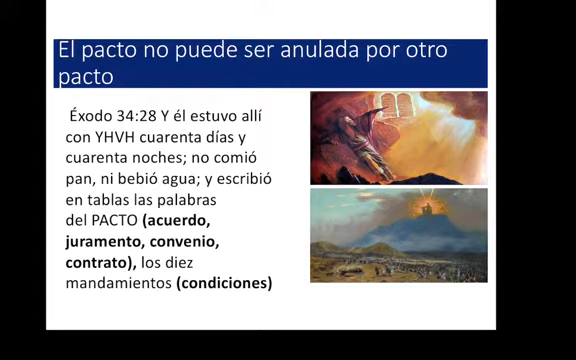 El pacto no puede ser anulada por otro
pacto
Éxodo 34:28 Y él estuvo allí
con YHVH cuarenta días y
cuarenta noches; no comió
pan, ni bebió agua; y escribió
en tablas las palabras
del PACTO (acuerdo,
juramento, convenio,
contrato), los diez
mandamientos (condiciones)